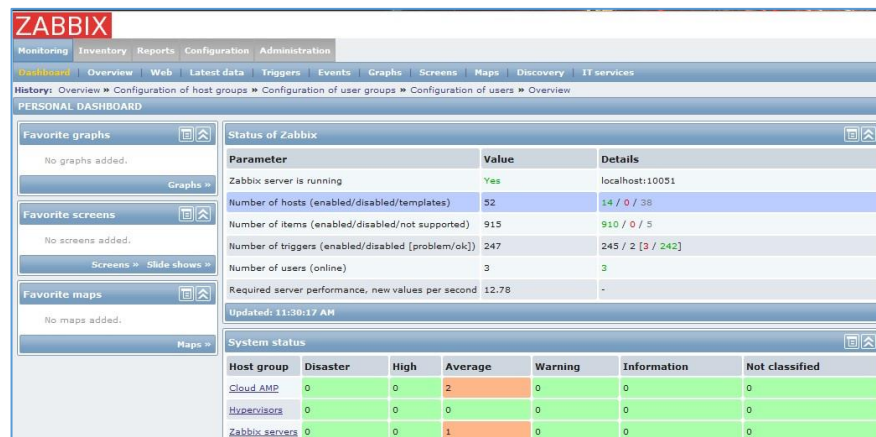 ZABBIX
Monitoring Inventory Reports Configuration Administration
Dashboard Overview Web Latest data Triggers Events Graphs Screens Maps Discovery IT services
History: Overview » Configuration of host groups » Configuration of user groups » Configuration of users » Overview
PERSONAL DASHBOARD
Favorite graphs
No graphs added.
Graphs »
Favorite screens
No screens added.
Screens » Slide shows »
Favorite maps
No maps added.
Maps »
Status of Zabbix
Parameter Value Details
Zabbix server is running Yes localhost:10051
Number of hosts (enabled/disabled/templates) 52 14 / 0 / 38
Number of items (enabled/disabled/not supported) 915 910 / 0 / 5
Number of triggers (enabled/disabled [problem/ok]) 247 245 / 2 [3 / 242]
Number of users (online) 3 3
Required server performance, new values per second 12.78 -
Updated: 11:30:17 AM
System status
Host group Disaster High Average Warning Information Not classified
Cloud AMP 0 0 2 0 0 0
Hypervisors 0 0 0 0 0 0
Zabbix servers 0 0 1 0 0 0